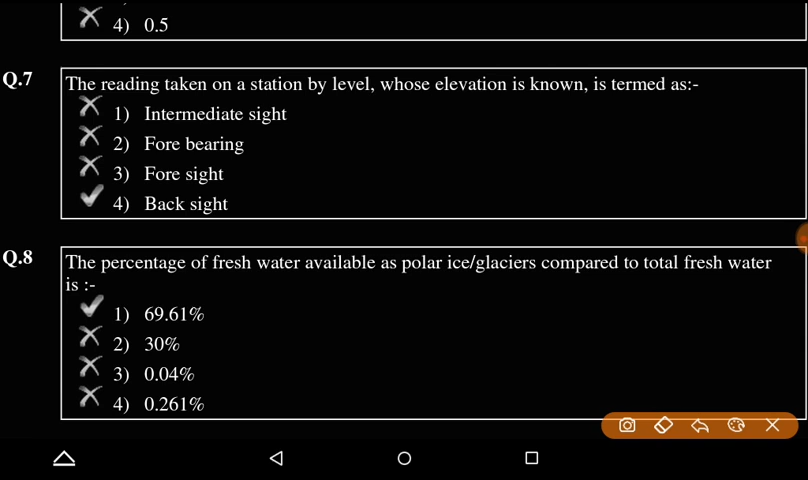 4) 0.5
Q.7 The reading taken on a station by level, whose elevation is known, is termed as:-
1) Intermediate sight
2) Fore bearing
3) Fore sight
4) Back sight
Q.8 The percentage of fresh water available as polar ice/glaciers compared to total fresh water
is :-
1) 69.61%
2) 30%
3) 0.04%
4) 0.261%